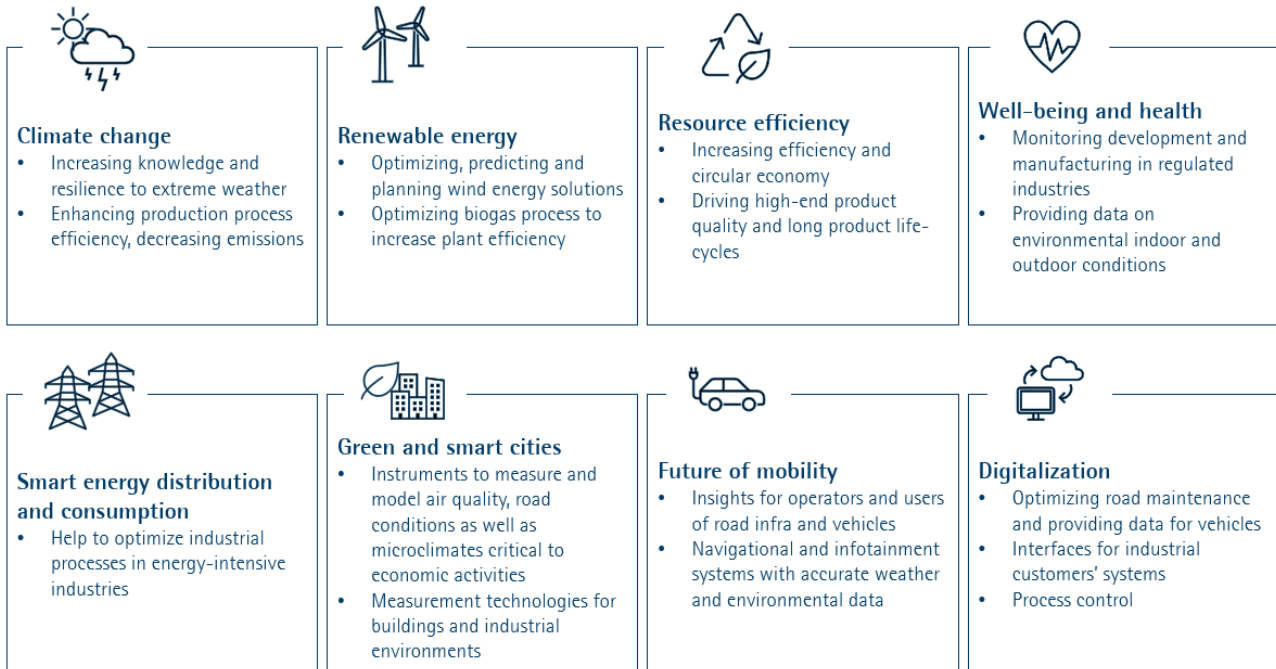 Climate change
• Increasing knowledge and
resilience to extreme weather
• Enhancing production process
efficiency, decreasing emissions
Renewable energy
• Optimizing, predicting and
planning wind energy solutions
• Optimizing biogas process to
increase plant efficiency
Resource efficiency
• Increasing efficiency and
circular economy
• Driving high-end product
quality and long product life-
cycles
Well-being and health
• Monitoring development and
manufacturing in regulated
industries
• Providing data on
environmental indoor and
outdoor conditions
Smart energy distribution
and consumption
• Help to optimize industrial
processes in energy-intensive
industries
Green and smart cities
• Instruments to measure and
model air quality, road
conditions as well as
microclimates critical to
economic activities
• Measurement technologies for
buildings and industrial
environments
Future of mobility
• Insights for operators and users
of road infra and vehicles
• Navigational and infotainment
systems with accurate weather
and environmental data
Digitalization
• Optimizing road maintenance
and providing data for vehicles
• Interfaces for industrial
customers’ systems
• Process control